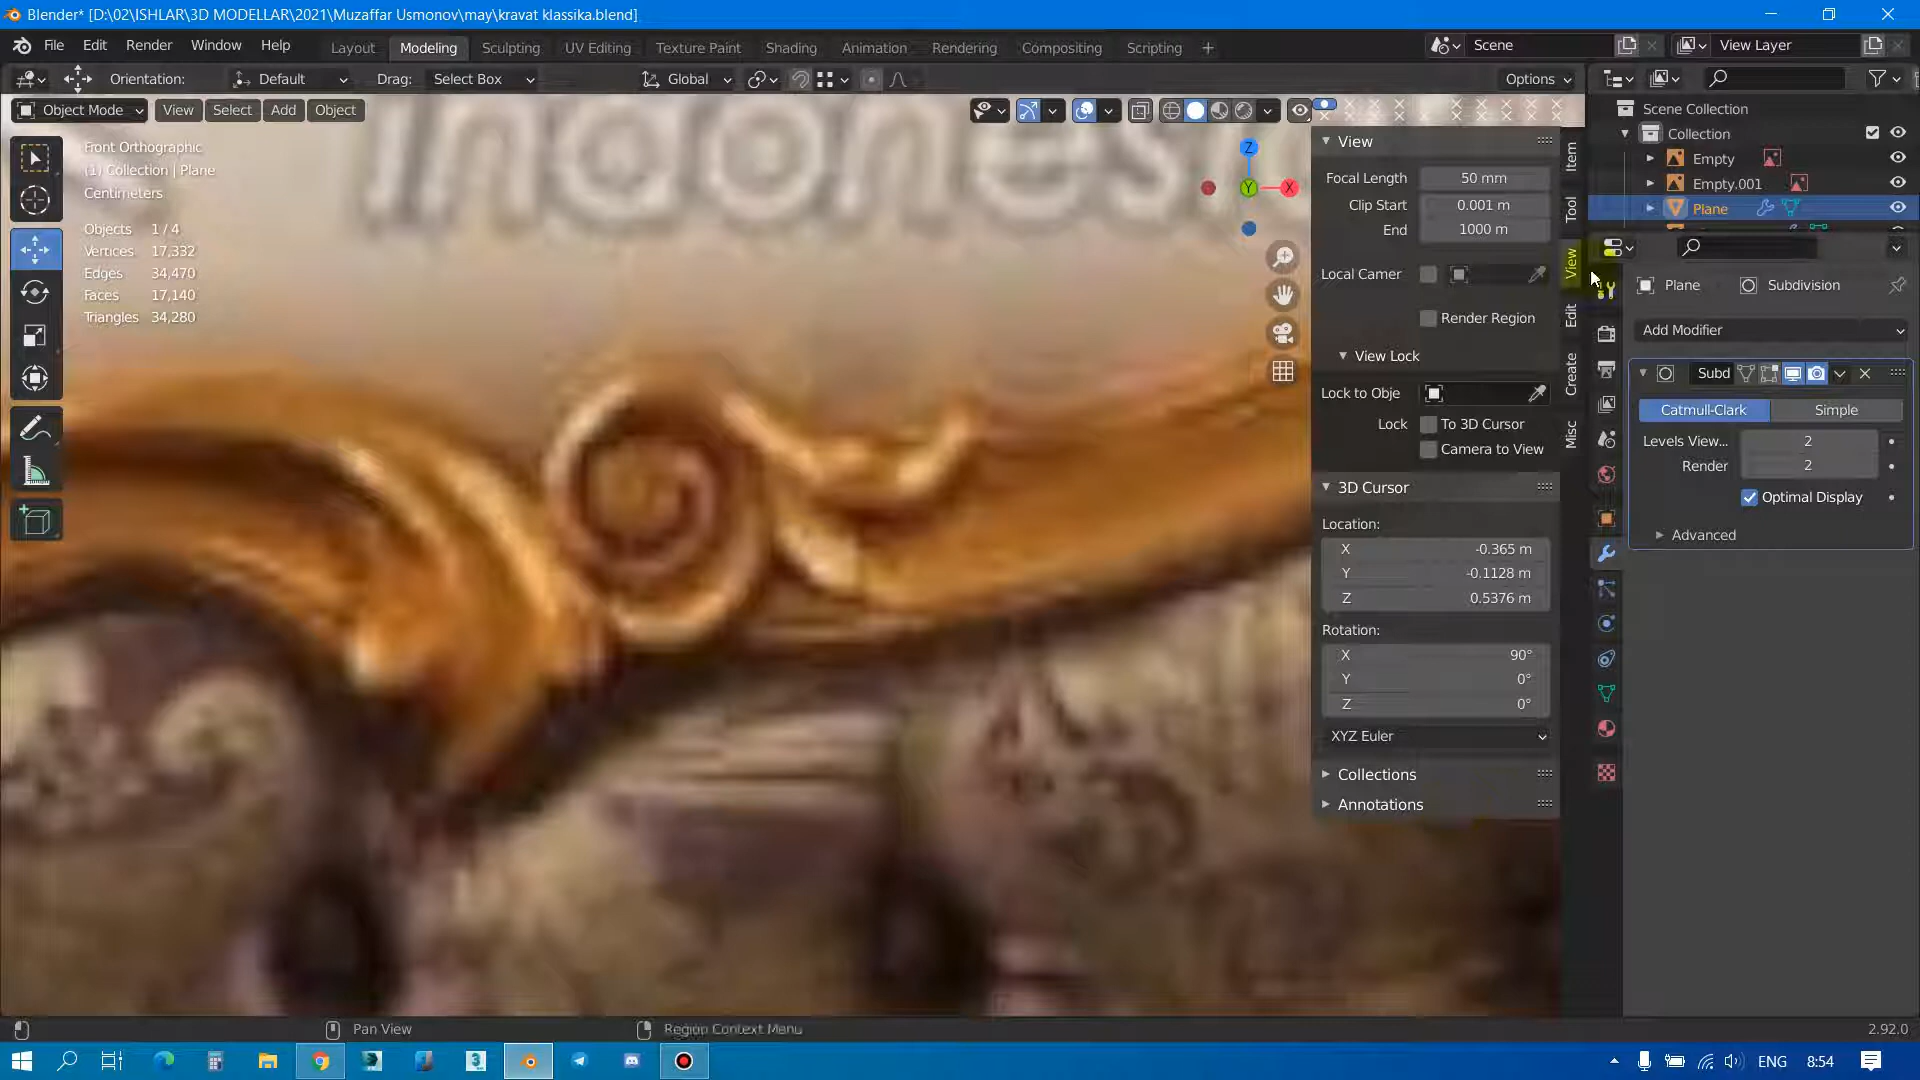 Blender* [D:\02\ISHLAR\3D MODELLAR\2021\Muzaffar Usmonov\may\kravat klassika.blend]
File Edit Render Window Help
Layout Modeling Sculpting UV Editing Texture Paint Shading Animation Rendering Compositing Scripting
Scene
View Layer
Orientation: Default Drag: Select Box Global Options
Object Mode View Select Add Object
Front Orthographic
(1) Collection | Plane
Centimeters
Objects 1 / 4
Vertices 17,332
Edges 34,470
Faces 17,140
Triangles 34,280
Z
Y
X
View
Focal Length 50 mm
Clip Start 0.001 m
End 1000 m
Local Camer
Render Region
View Lock
Lock to Obje
Lock To 3D Cursor
Camera to View
3D Cursor
Location:
X -0.365 m
Y -0.1128 m
Z 0.5376 m
Rotation:
X 90°
Y 0°
Z 0°
XYZ Euler
Collections
Annotations
Item
Tool
View
Edit
Create
Misc
Scene Collection
Collection
Empty
Empty.001
Plane
Plane Subdivision
Add Modifier
Subd
Catmull-Clark Simple
Levels View... 2
Render 2
Optimal Display
Advanced
Pan View
Region Context Menu
2.92.0
ENG 8:54